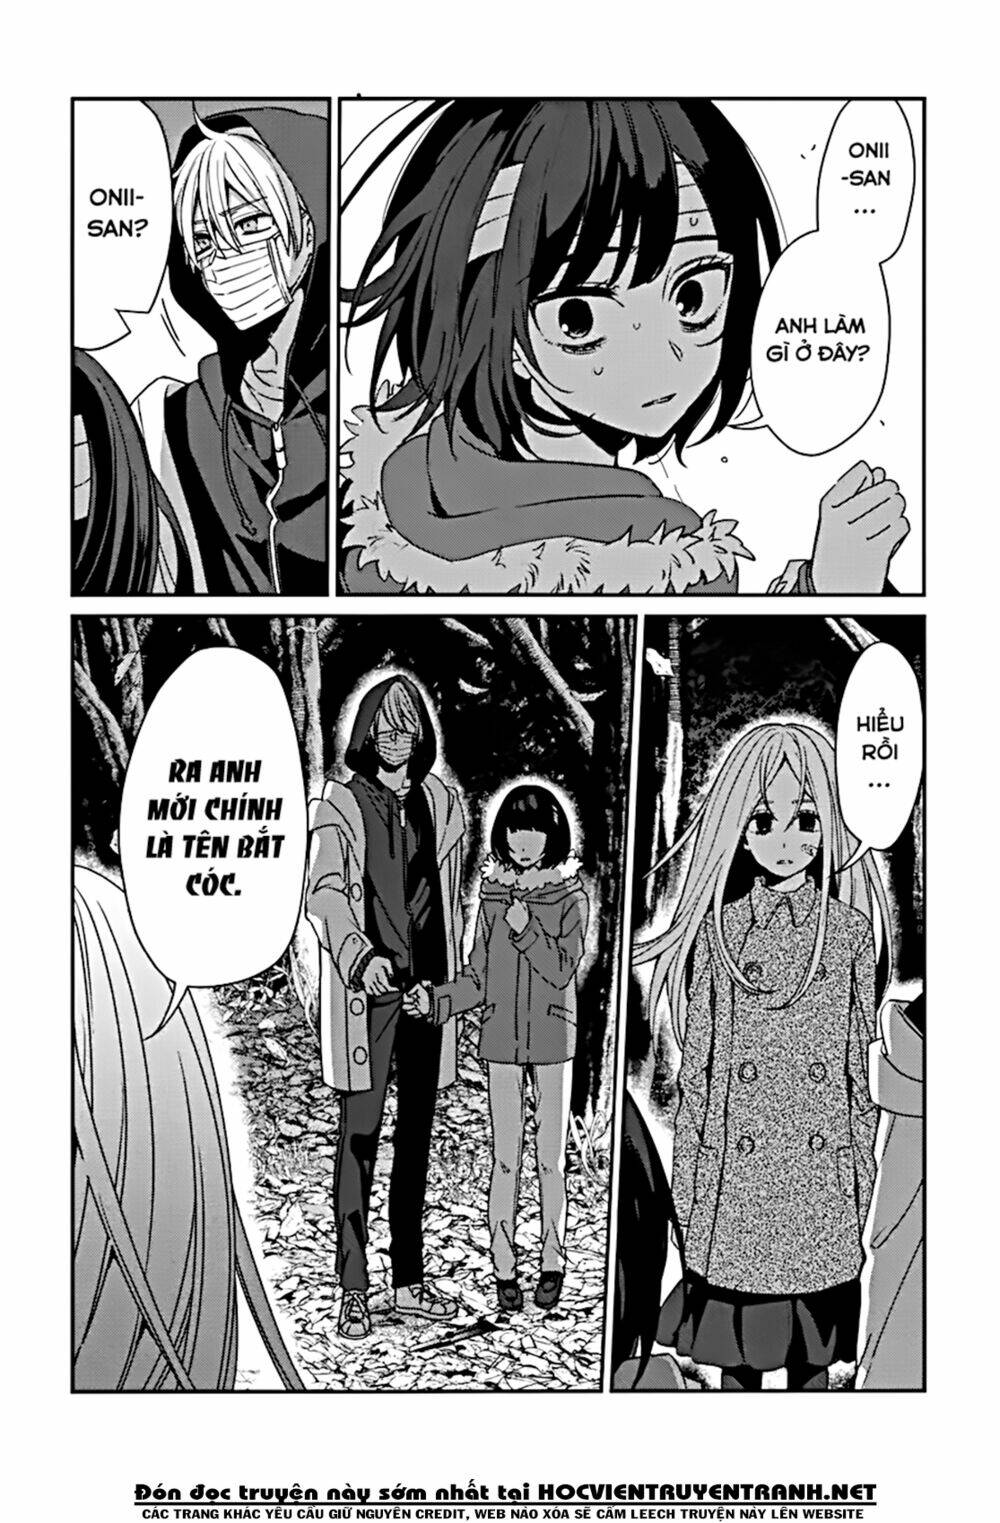 ONII
-SAN
...
ANH LÀM
GÌ Ở ĐÂY?
ONII-
SAN?
HIỂU
RỒI
...
RA ANH
MỚI CHÍNH
LÀ TÊN BẮT
CÓC.
Đón đọc truyện này sớm nhất tại HOCVIENTRUYENTRANH.NET
CÁC TRANG KHÁC YÊU CẦU GIỮ NGUYÊN CREDIT, WEB NÀO XÓA SẼ CẤM LEECH TRUYỆN NÀY LÊN WEBSITE